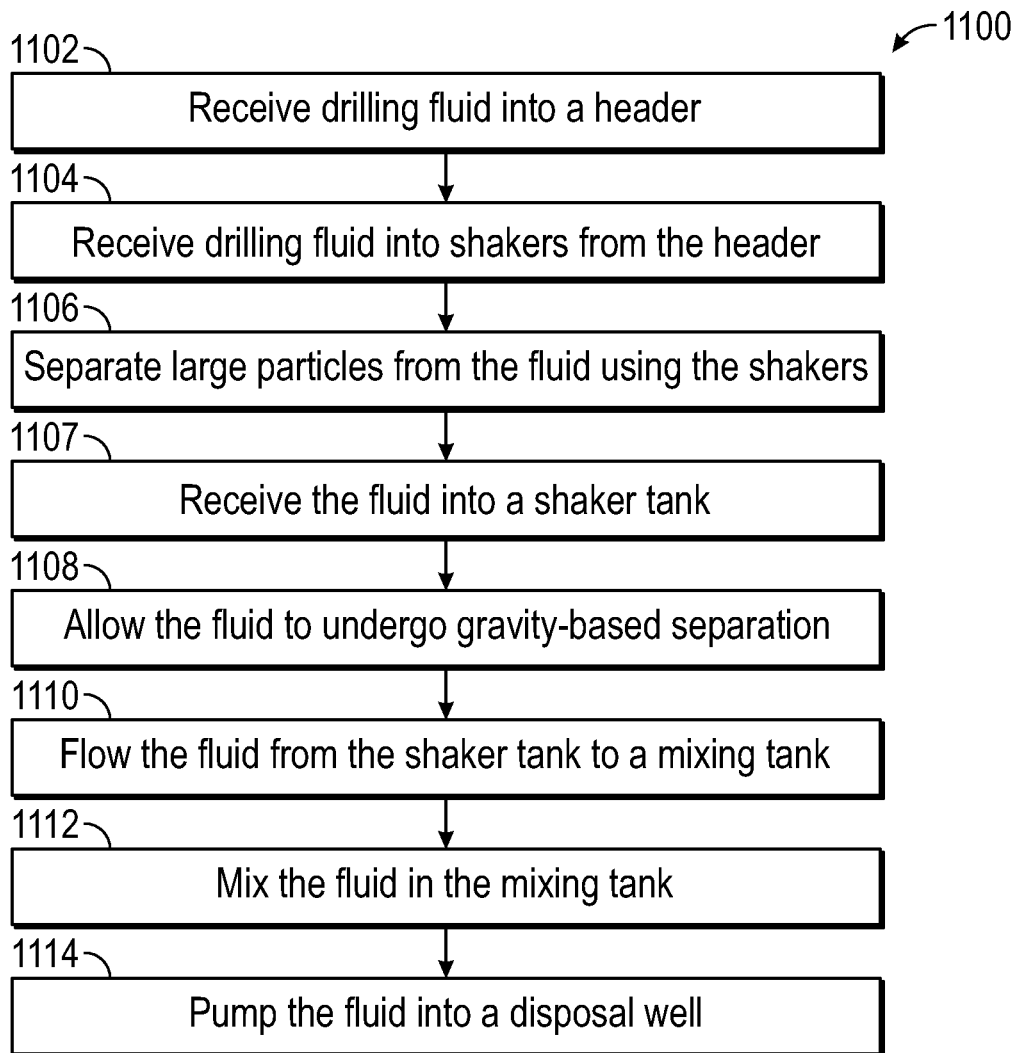 1100
1102
Receive drilling fluid into a header
1104
Receive drilling fluid into shakers from the header
1106
Separate large particles from the fluid using the shakers
1107
Receive the fluid into a shaker tank
1108
Allow the fluid to undergo gravity-based separation
1110
Flow the fluid from the shaker tank to a mixing tank
1112
Mix the fluid in the mixing tank
1114
Pump the fluid into a disposal well